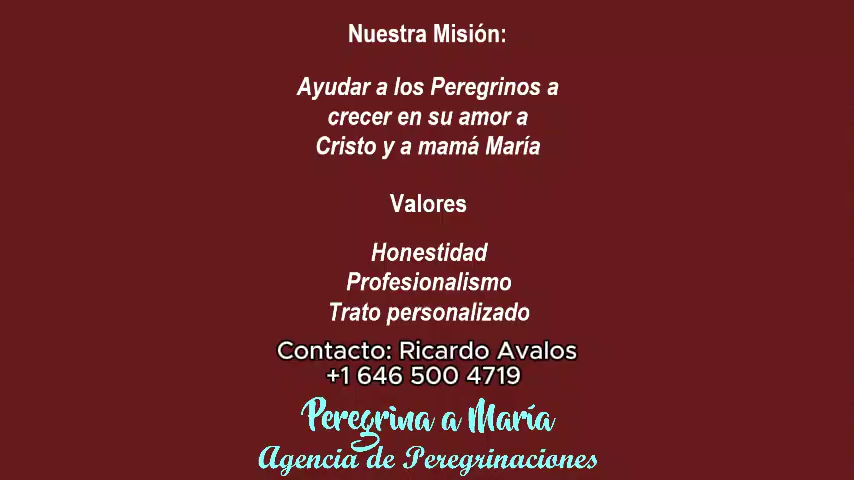 Nuestra Misión:
Ayudar a los Peregrinos a
crecer en su amor a
Cristo y a mamá María
Valores
Honestidad
Profesionalismo
Trato personalizado
Contacto: Ricardo Avalos
+1 646 500 4719
Peregrina a María
Agencia de Peregrinaciones